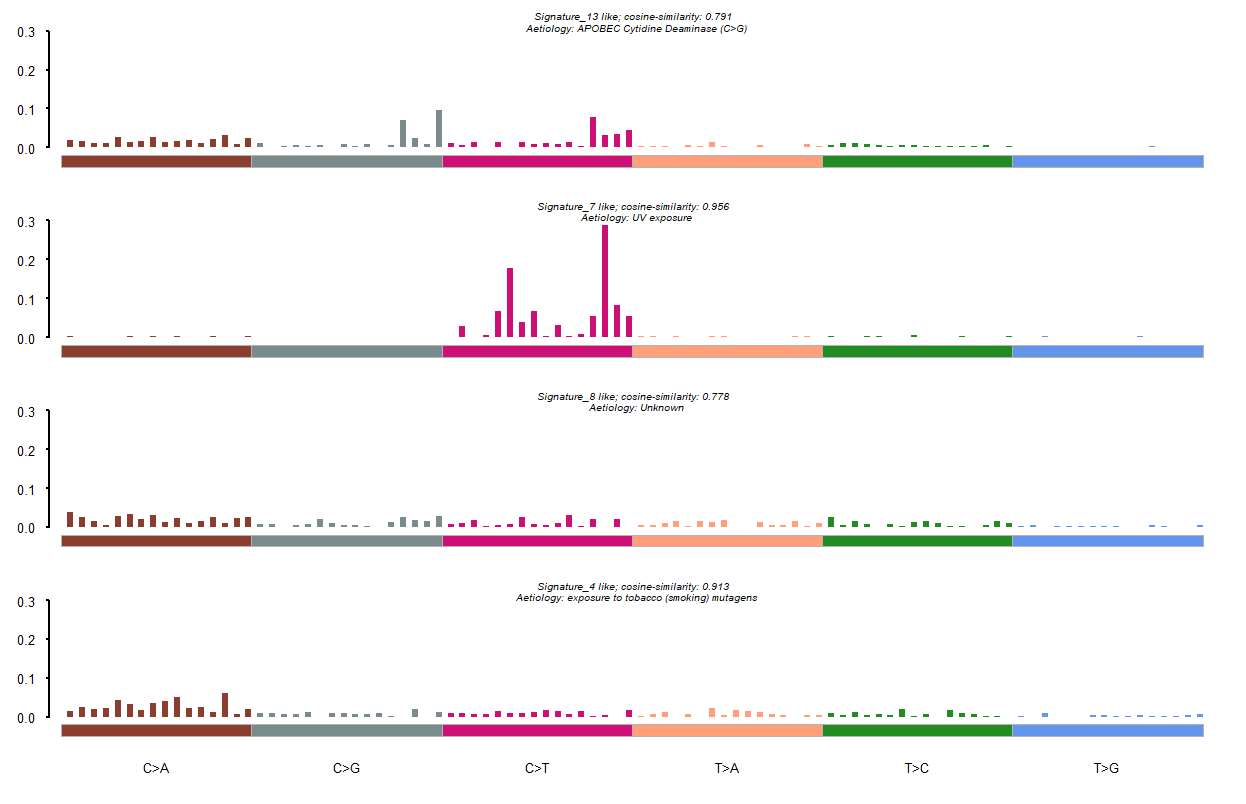 Signature_13 like; cosine-similarity: 0.791
Aetiology: APOBEC Cytidine Deaminase (C>G)
0.3
0.2
0.1
0.0
Signature_7 like; cosine-similarity: 0.956
Aetiology: UV exposure
0.3
0.2
0.1
0.0
Signature_8 like; cosine-similarity: 0.778
Aetiology: Unknown
0.3
0.2
0.1
0.0
Signature_4 like; cosine-similarity: 0.913
Aetiology: exposure to tobacco (smoking) mutagens
0.3
0.2
0.1
0.0
C>A C>G C>T T>A T>C T>G